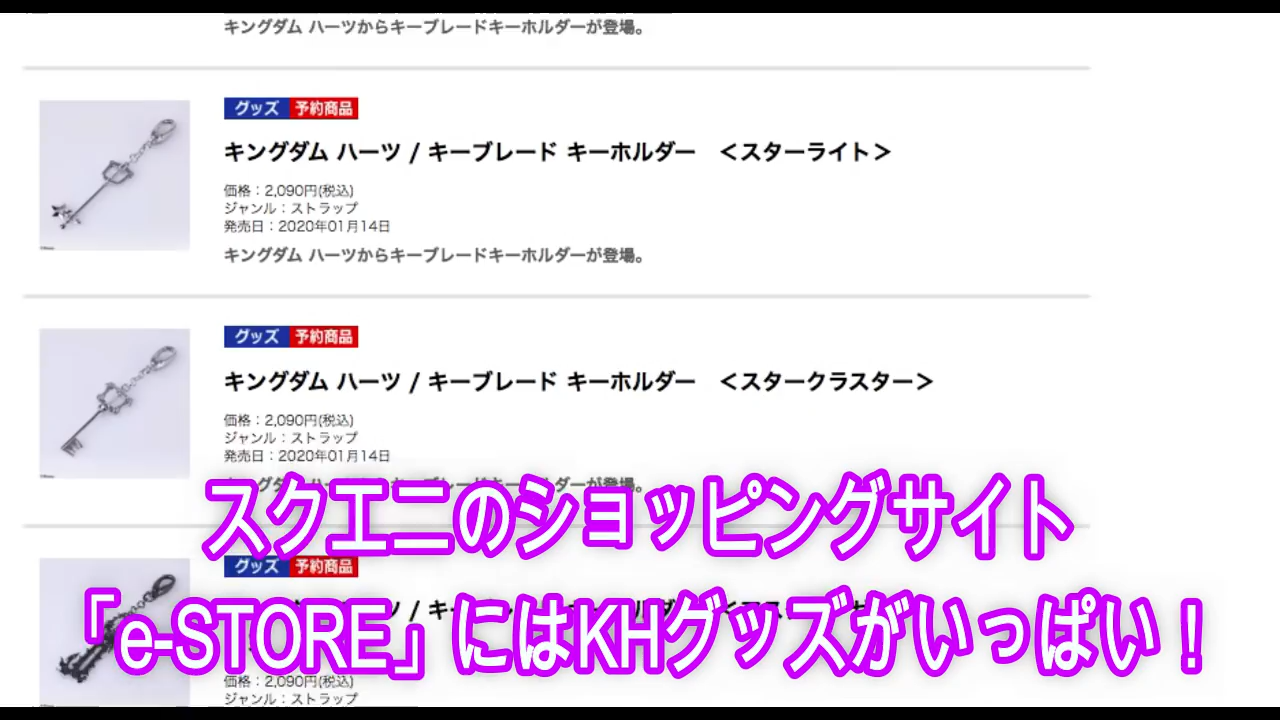 キングダム ハーツからキーブレードキーホルダーが登場。
グッズ 予約商品
キングダム ハーツ / キーブレード キーホルダー　＜スターライト＞
価格：2,090円(税込)
ジャンル：ストラップ
発売日：2020年01月14日
キングダム ハーツからキーブレードキーホルダーが登場。
グッズ 予約商品
キングダム ハーツ / キーブレード キーホルダー　＜スタークラスター＞
価格：2,090円(税込)
ジャンル：ストラップ
発売日：2020年01月14日
スクエニのショッピングサイト
グッズ 予約商品
「e-STORE」にはKHグッズがいっぱい！
価格：2,090円(税込)
ジャンル：ストラップ